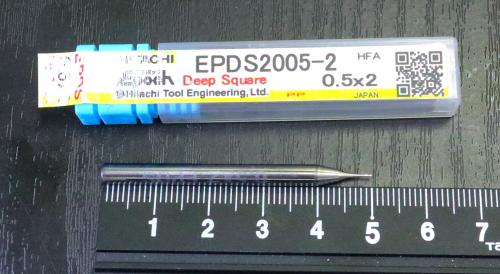 HITACHI
EPDS2005-2
HFA
Deep Square
0.5x2
Hitachi Tool Engineering,Ltd.
PP
JAPAN
1 2 3 4 5 6 7